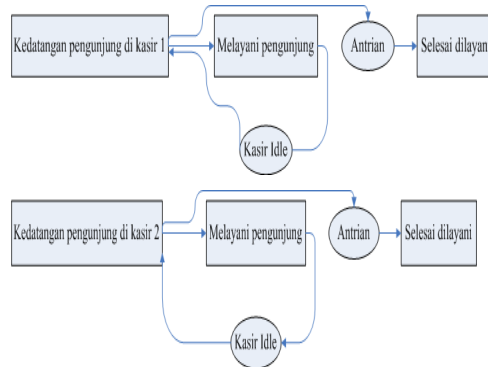 Kedatangan pengunjung di kasir 1
Melayani pengunjung
Antrian
Selesai dilayan
Kasir Idle
Kedatangan pengunjung di kasir 2
Melayani pengunjung
Antrian
Selesai dilayani
Kasir Idle